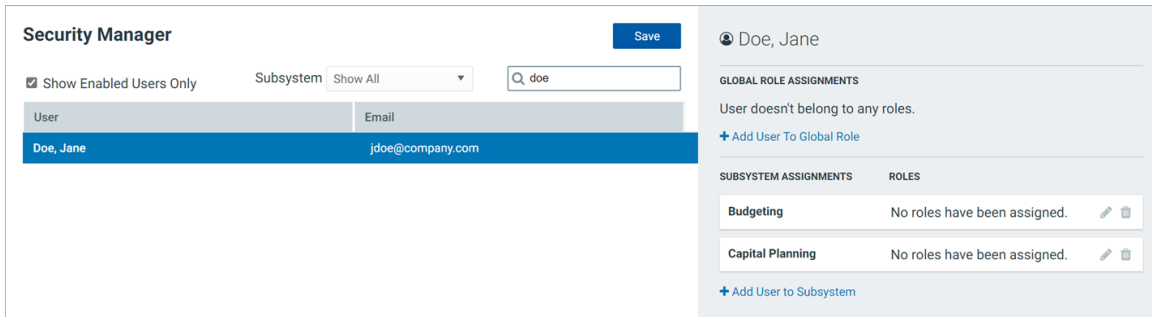 Security Manager
Save
Show Enabled Users Only
Subsystem
Show All
doe
User
Email
Doe, Jane
jdoe@company.com
Doe, Jane
GLOBAL ROLE ASSIGNMENTS
User doesn't belong to any roles.
Add User To Global Role
SUBSYSTEM ASSIGNMENTS
ROLES
Budgeting
No roles have been assigned.
Capital Planning
No roles have been assigned.
Add User to Subsystem